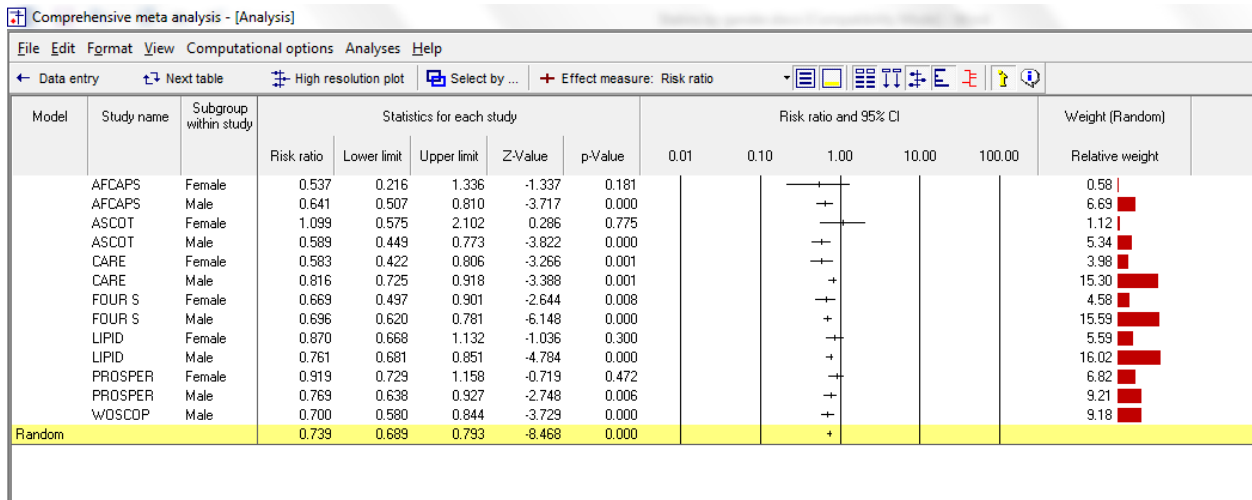 Comprehensive meta analysis - [Analysis]
File Edit Format View Computational options Analyses Help
Data entry Next table High resolution plot Select by ... Effect measure: Risk ratio
Model Study name Subgroup within study Statistics for each study Risk ratio and 95% CI Weight (Random)
Risk ratio Lower limit Upper limit Z-Value p-Value 0.01 0.10 1.00 10.00 100.00 Relative weight
AFCAPS Female 0.537 0.216 1.336 -1.337 0.181 0.58
AFCAPS Male 0.641 0.507 0.810 -3.717 0.000 6.69
ASCOT Female 1.099 0.575 2.102 0.286 0.775 1.12
ASCOT Male 0.589 0.449 0.773 -3.822 0.000 5.34
CARE Female 0.583 0.422 0.806 -3.266 0.001 3.98
CARE Male 0.816 0.725 0.918 -3.388 0.001 15.30
FOUR S Female 0.669 0.497 0.901 -2.644 0.008 4.58
FOUR S Male 0.696 0.620 0.781 -6.148 0.000 15.59
LIPID Female 0.870 0.668 1.132 -1.036 0.300 5.59
LIPID Male 0.761 0.681 0.851 -4.784 0.000 16.02
PROSPER Female 0.919 0.729 1.158 -0.719 0.472 6.82
PROSPER Male 0.769 0.638 0.927 -2.748 0.006 9.21
WOSCOP Male 0.700 0.580 0.844 -3.729 0.000 9.18
Random 0.739 0.689 0.793 -8.468 0.000